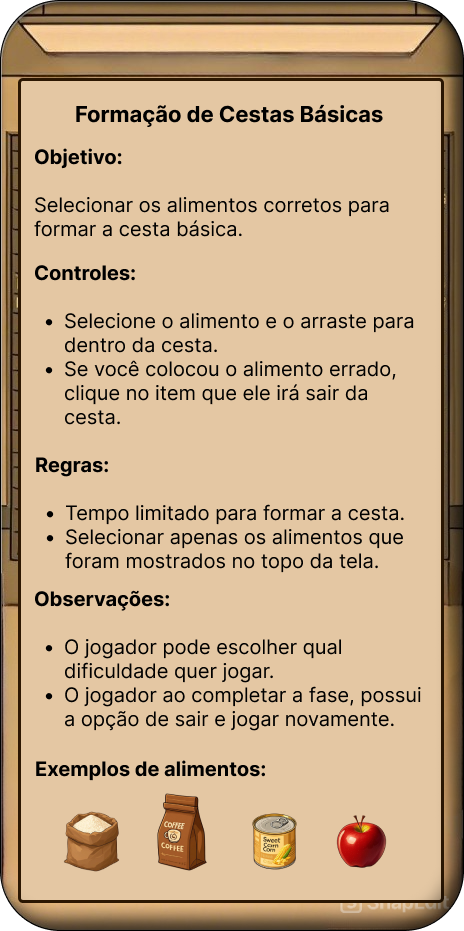 Formação de Cestas Básicas
Objetivo:
Selecionar os alimentos corretos para
formar a cesta básica.
Controles:
• Selecione o alimento e o arraste para
dentro da cesta.
• Se você colocou o alimento errado,
clique no item que ele irá sair da
cesta.
Regras:
• Tempo limitado para formar a cesta.
• Selecionar apenas os alimentos que
foram mostrados no topo da tela.
Observações:
• O jogador pode escolher qual
dificuldade quer jogar.
• O jogador ao completar a fase, possui
a opção de sair e jogar novamente.
Exemplos de alimentos:
COFFEE
COFFEE
Sweet
Corn